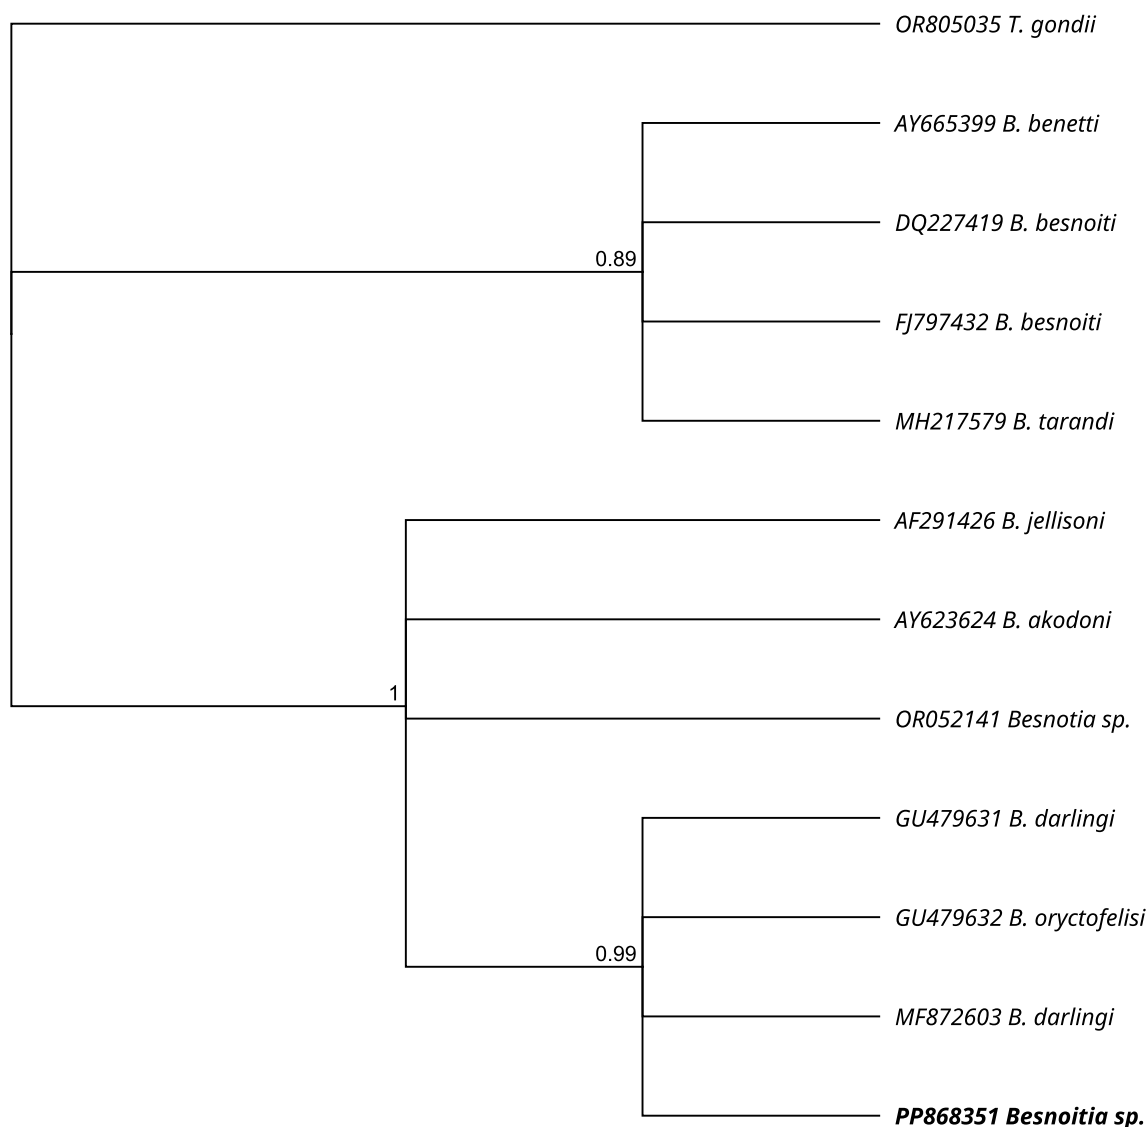 OR805035 T. gondii
AY665399 B. benetti
DQ227419 B. besnoiti
0.89
FJ797432 B. besnoiti
MH217579 B. tarandi
AF291426 B. jellisoni
AY623624 B. akodoni
1
OR052141 Besnotia sp.
GU479631 B. darlingi
GU479632 B. oryctofelisi
0.99
MF872603 B. darlingi
PP868351 Besnoitia sp.